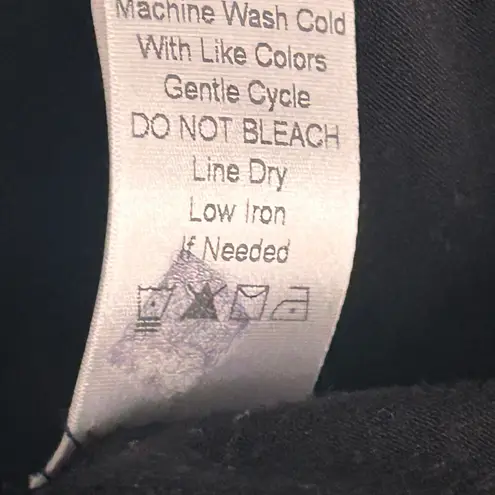 Machine Wash Cold
With Like Colors
Gentle Cycle
DO NOT BLEACH
Line Dry
Low Iron
If Needed